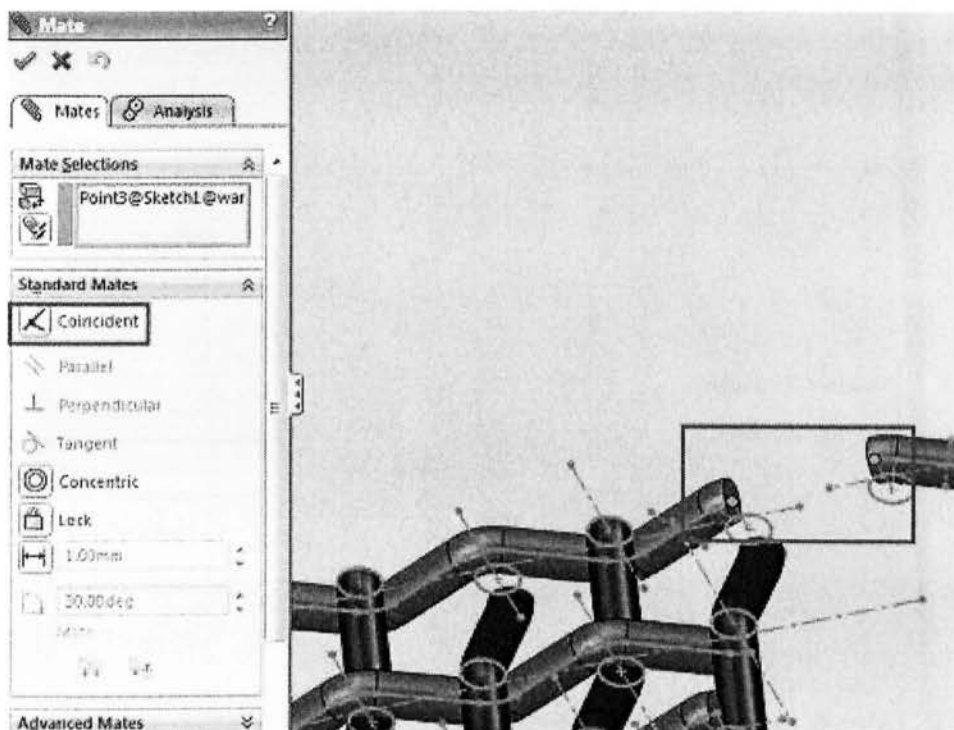 Mate
?
Mates
Analysis
Mate Selections
Point3@Sketch1@war
Standard Mates
Coincident
Parallel
Perpendicular
Tangent
Concentric
Lock
1.00mm
30.00deg
Advanced Mates